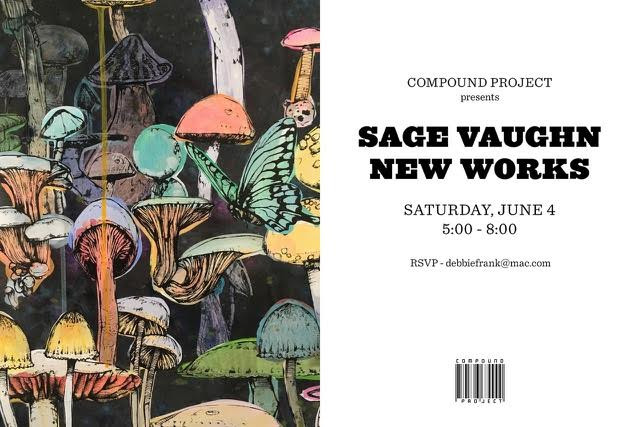 COMPOUND PROJECT
presents
SAGE VAUGHN
NEW WORKS
SATURDAY, JUNE 4
5:00 - 8:00
RSVP - debbiefrank@mac.com
COMPOUND
PROJECT